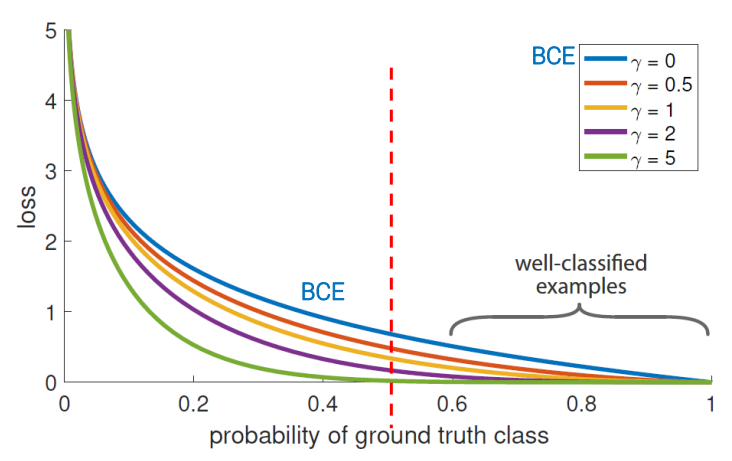 5
4
3
2
1
0
loss
0
0.2
0.4
0.6
0.8
1
probability of ground truth class
BCE
γ = 0
γ = 0.5
γ = 1
γ = 2
γ = 5
BCE
well-classified
examples